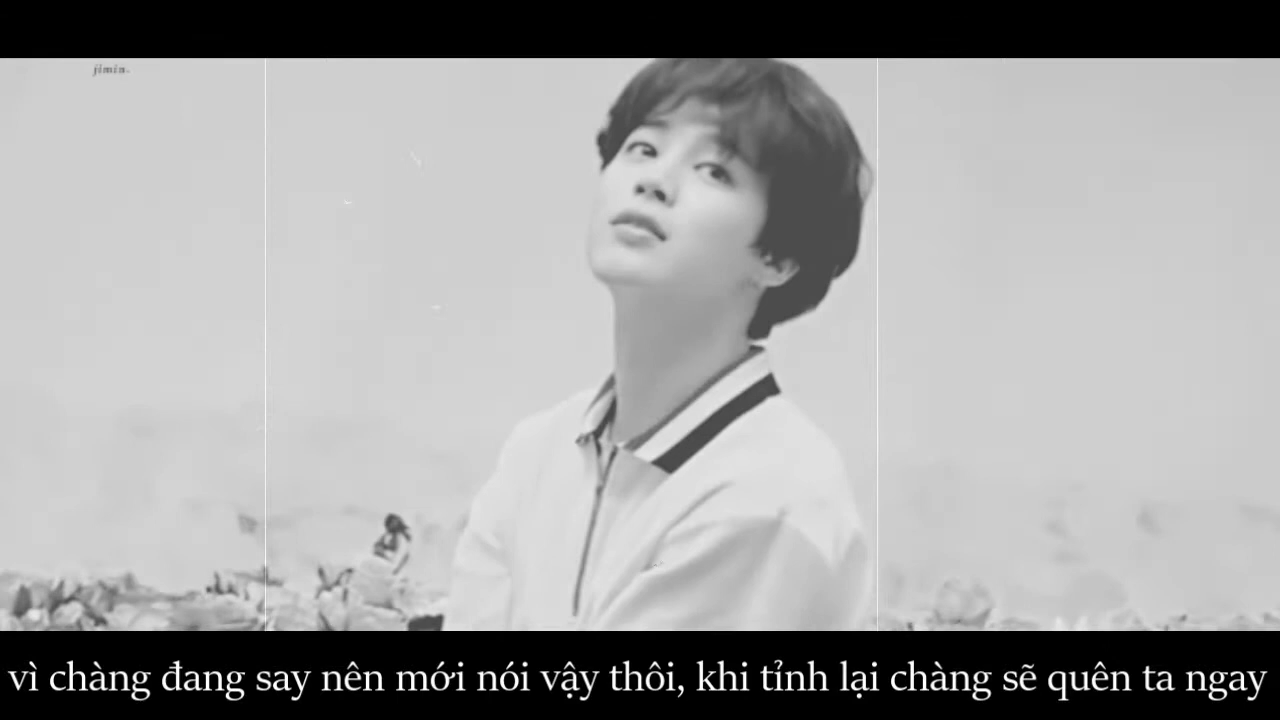 jimin.
vì chàng đang say nên mới nói vậy thôi, khi tỉnh lại chàng sẽ quên ta ngay